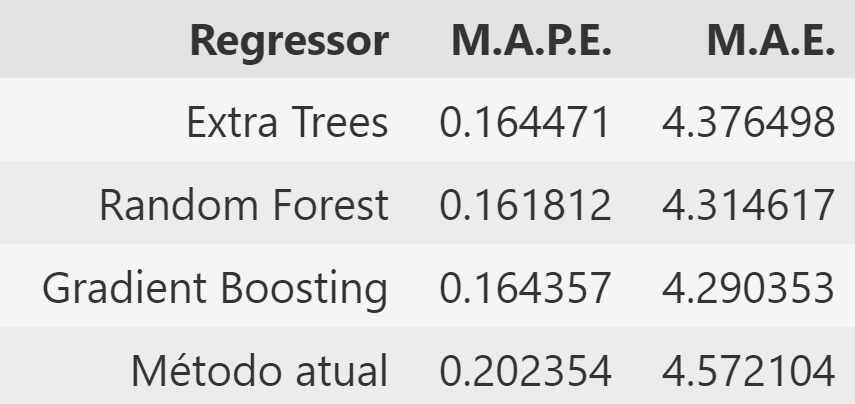 Regressor M.A.P.E. M.A.E.
Extra Trees 0.164471 4.376498
Random Forest 0.161812 4.314617
Gradient Boosting 0.164357 4.290353
Método atual 0.202354 4.572104